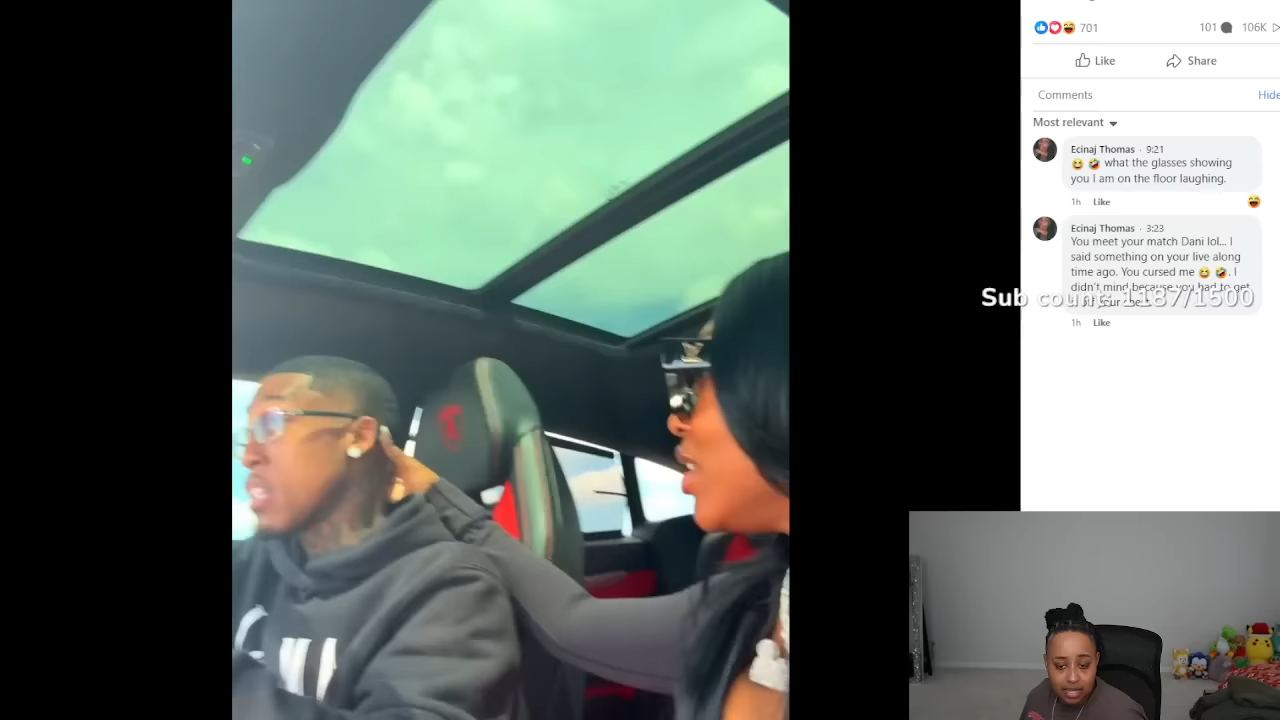 701
101
106K
Like
Share
Comments
Hide
Most relevant
Ecinaj Thomas · 9:21
😆 🤣 what the glasses showing
you I am on the floor laughing.
1h Like
Ecinaj Thomas · 3:23
You meet your match Dani lol... I
said something on your live along
time ago. You cursed me 😆 🤣. I
didn't mind because you had to get
Sub count: 1187/1500
1h Like